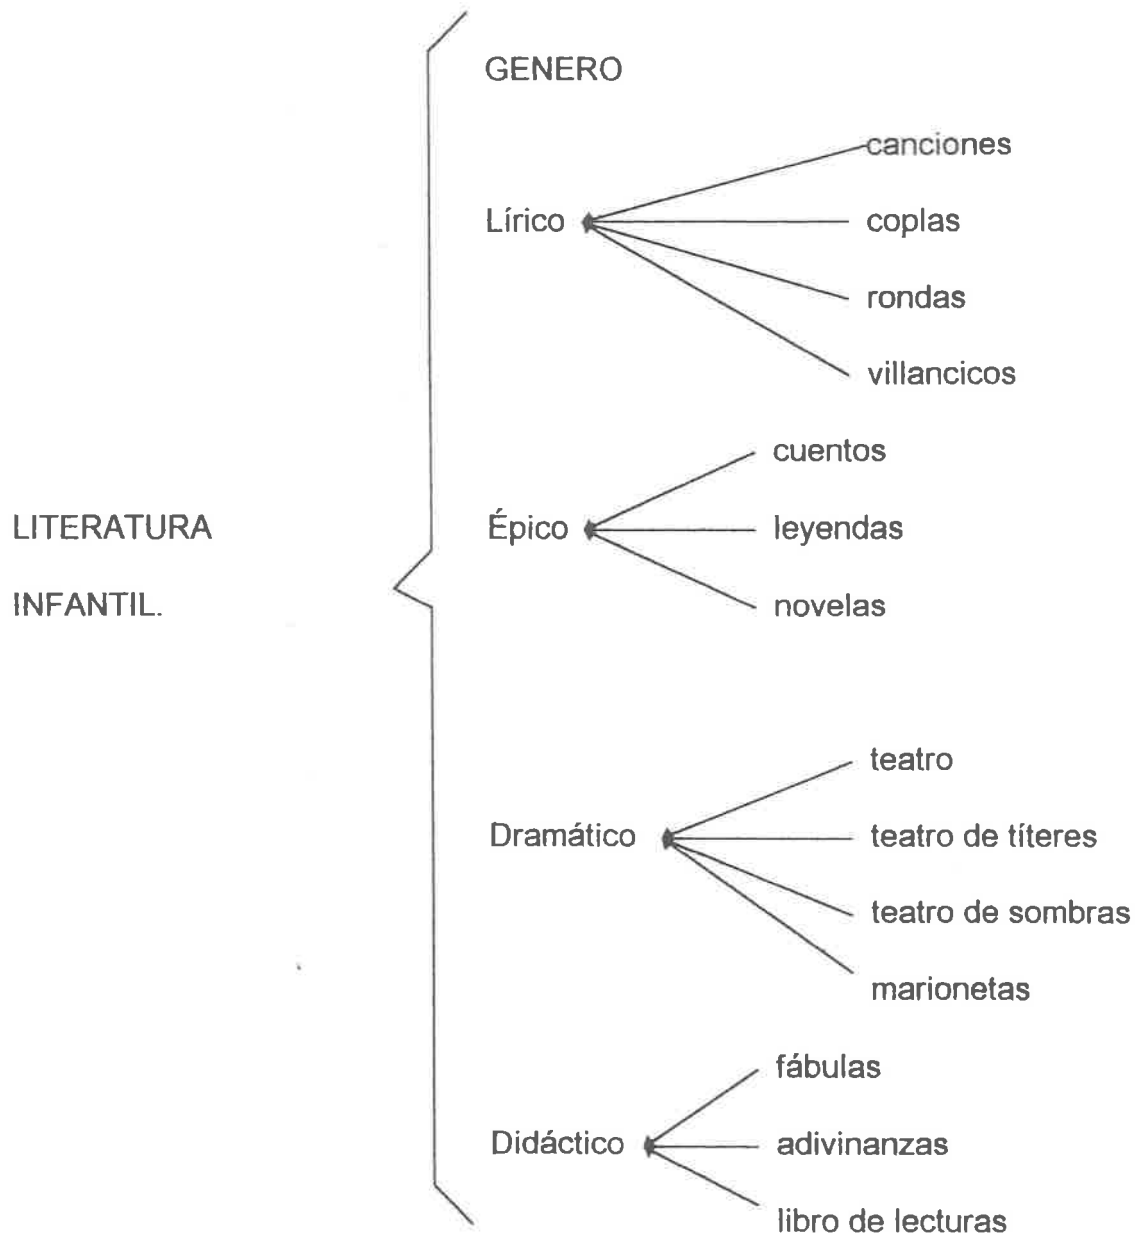 GENERO
canciones
Lírico
coplas
rondas
villancicos
cuentos
LITERATURA
Épico
leyendas
INFANTIL.
novelas
teatro
Dramático
teatro de títeres
teatro de sombras
marionetas
fábulas
Didáctico
adivinanzas
libro de lecturas